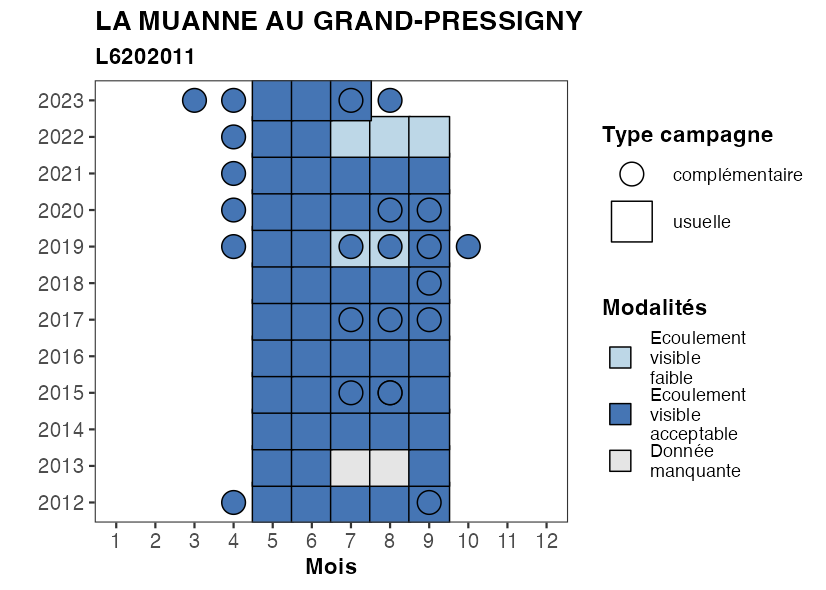 LA MUANNE AU GRAND-PRESSIGNY
L6202011
2023
2022
2021
2020
2019
2018
2017
2016
2015
2014
2013
2012
1 2 3 4 5 6 7 8 9 10 11 12
Mois
Type campagne
complémentaire
usuelle
Modalités
Ecoulement
visible
faible
Ecoulement
visible
acceptable
Donnée
manquante